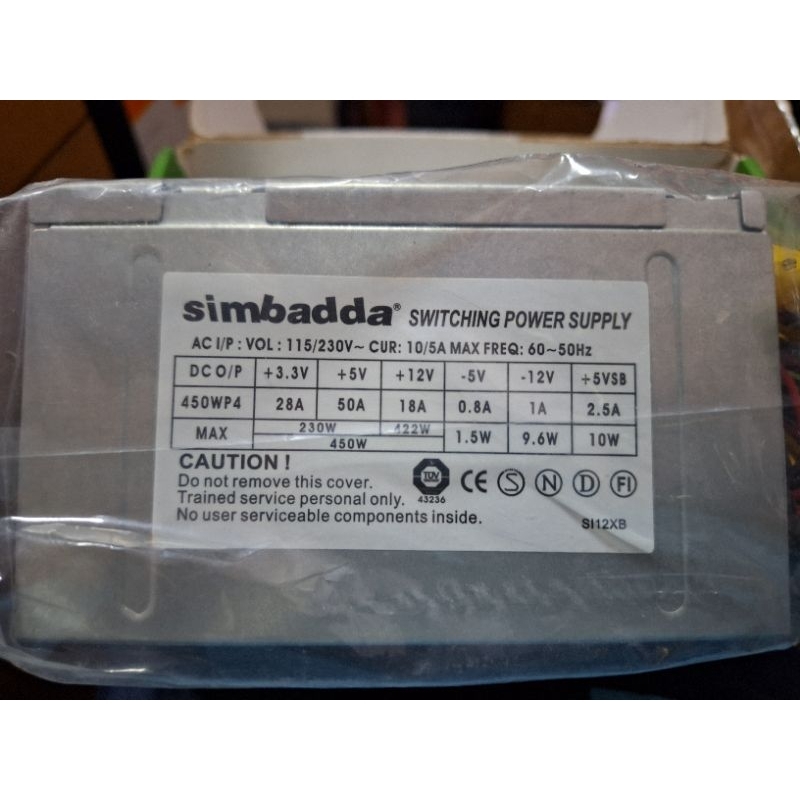 simbadda® SWITCHING POWER SUPPLY
AC I/P : VOL : 115/230V~ CUR: 10/5A MAX FREQ: 60~50Hz
DC O/P +3.3V +5V +12V -5V -12V +5VSB
450WP4 28A 50A 18A 0.8A 1A 2.5A
MAX 230W 422W 1.5W 9.6W 10W
450W
CAUTION !
Do not remove this cover.
Trained service personal only.
No user serviceable components inside.
TÜV
43236
CE S N D FI
SI12XB